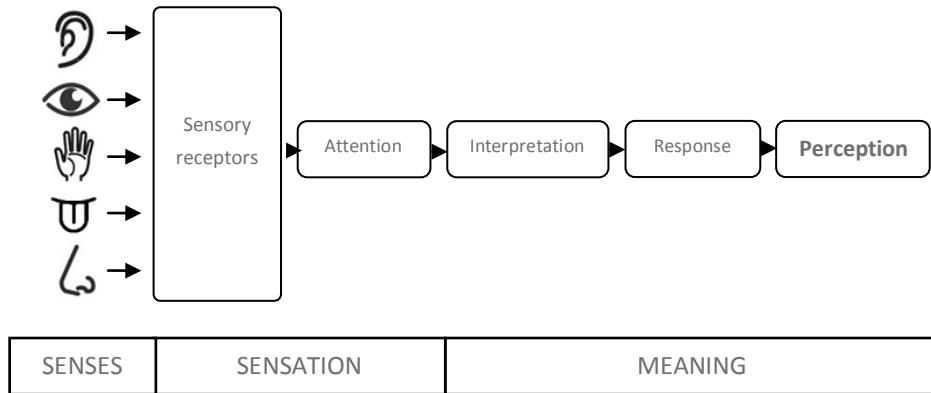 Sensory
receptors
Attention
Interpretation
Response
Perception
SENSES
SENSATION
MEANING